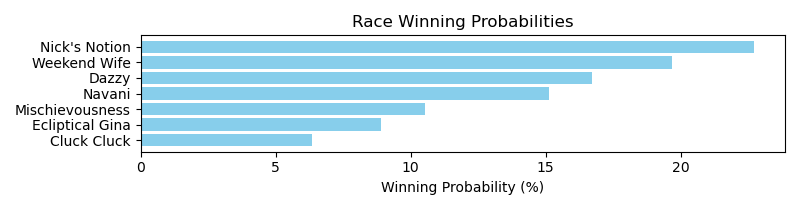 Race Winning Probabilities
Nick's Notion
Weekend Wife
Dazzy
Navani
Mischievousness
Ecliptical Gina
Cluck Cluck
0 5 10 15 20
Winning Probability (%)